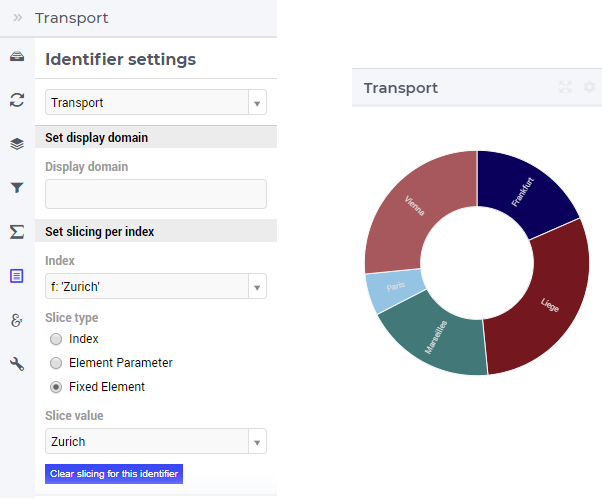 » Transport
Identifier settings
Transport
Set display domain
Display domain
Set slicing per index
Index
f: 'Zurich'
Slice type
Index
Element Parameter
Fixed Element
Slice value
Zurich
Clear slicing for this identifier
Transport
Frankfurt
Liege
Marseilles
Paris
Vienna